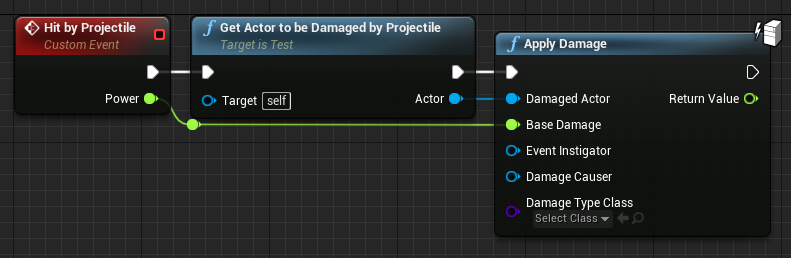 Hit by Projectile
Custom Event
Power
Get Actor to be Damaged by Projectile
Target is Test
Target self
Actor
Apply Damage
Damaged Actor
Return Value
Base Damage
Event Instigator
Damage Causer
Damage Type Class
Select Class